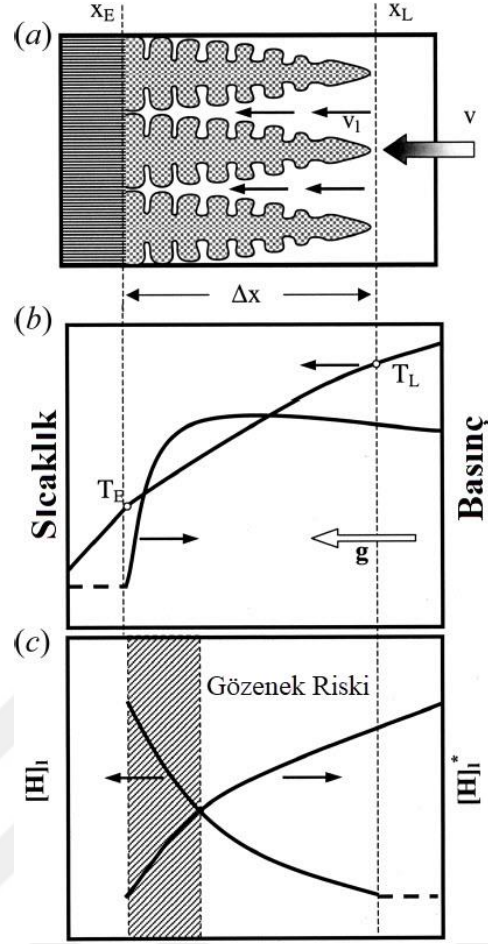 x_E x_L
(a)
v_l v
Δx
(b)
Sıcaklık
Basınç
T_L
T_E
g
(c)
Gözenek Riski
[H]_l
[H]_l^*